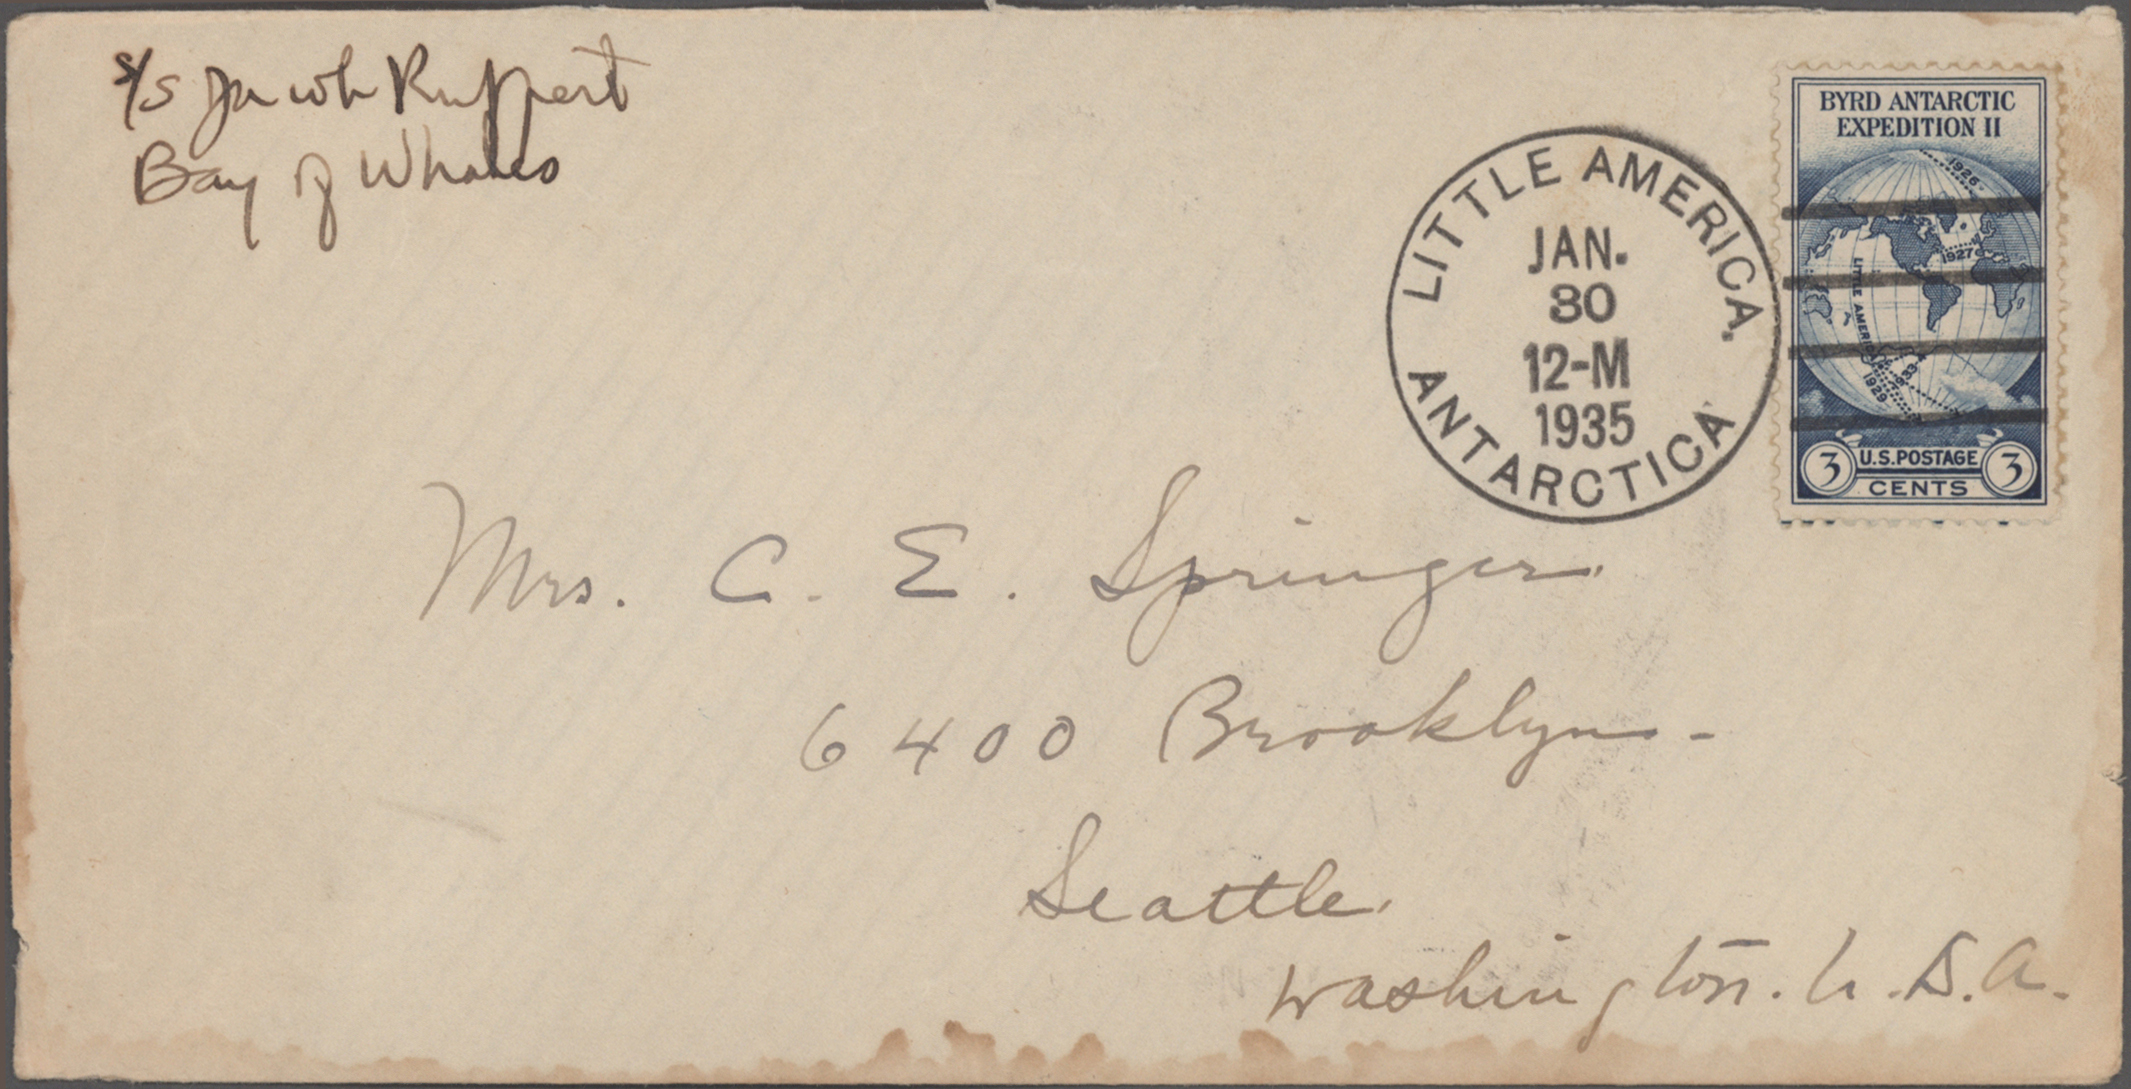 S/S Jacob Ruppert
Bay of Whales
LITTLE AMERICA,
JAN.
30
12-M
1935
ANTARCTICA
BYRD ANTARCTIC
EXPEDITION II
1926
1927
LITTLE AMERICA
1933
1929
3 U.S. POSTAGE 3
CENTS
Mrs. C. E. Springer.
6400 Brooklyn -
Seattle.
Washington. U.S.A.